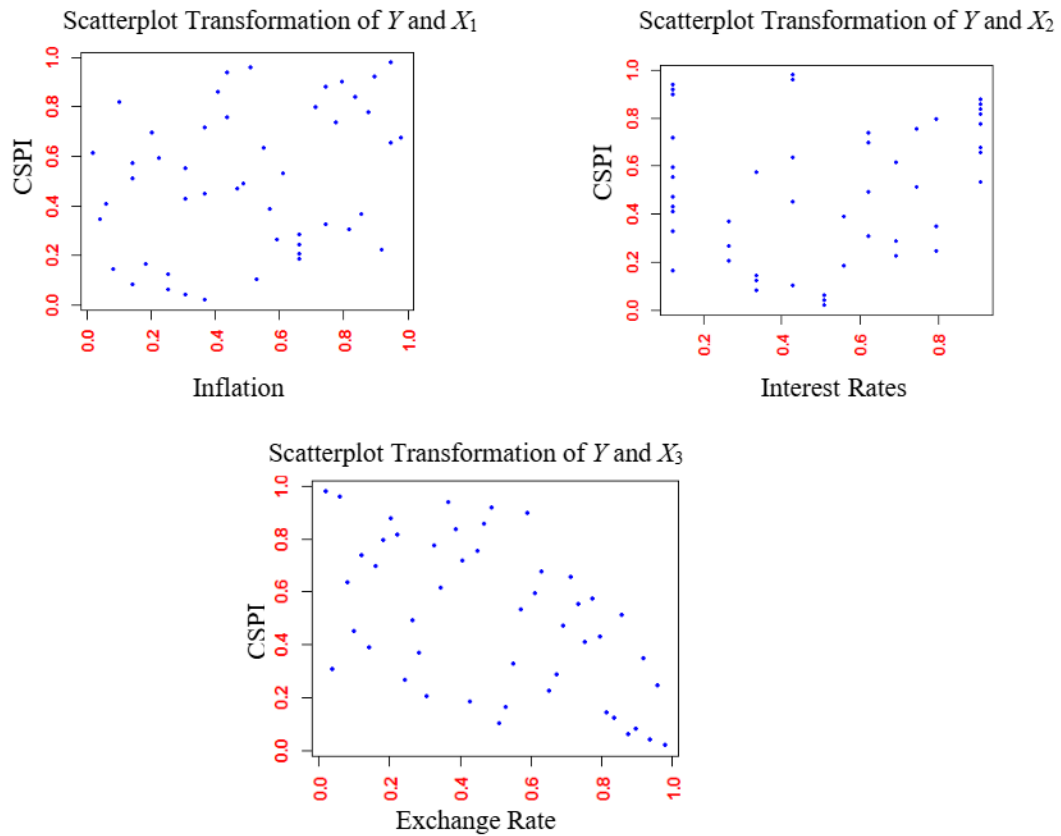 Scatterplot Transformation of Y and X1
1.0
0.8
0.6
0.4
0.2
0.0
CSPI
0.0 0.2 0.4 0.6 0.8 1.0
Inflation
Scatterplot Transformation of Y and X2
1.0
0.8
0.6
0.4
0.2
0.0
CSPI
0.2 0.4 0.6 0.8
Interest Rates
Scatterplot Transformation of Y and X3
1.0
0.8
0.6
0.4
0.2
0.0
CSPI
0.0 0.2 0.4 0.6 0.8 1.0
Exchange Rate